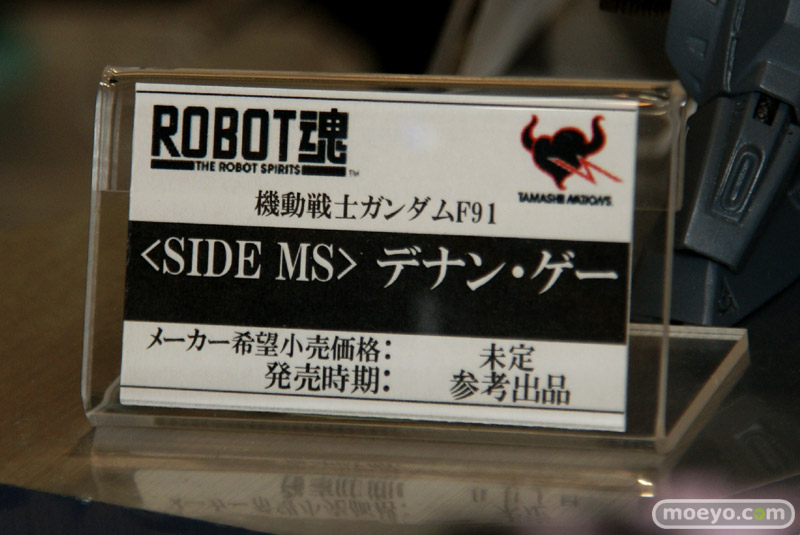 ROBOT魂
THE ROBOT SPIRITS
TM
TAMASHII NATIONS
機動戦士ガンダムF91
<SIDE MS> デナン・ゲー
メーカー希望小売価格: 未定
発売時期: 参考出品
moeyo.com